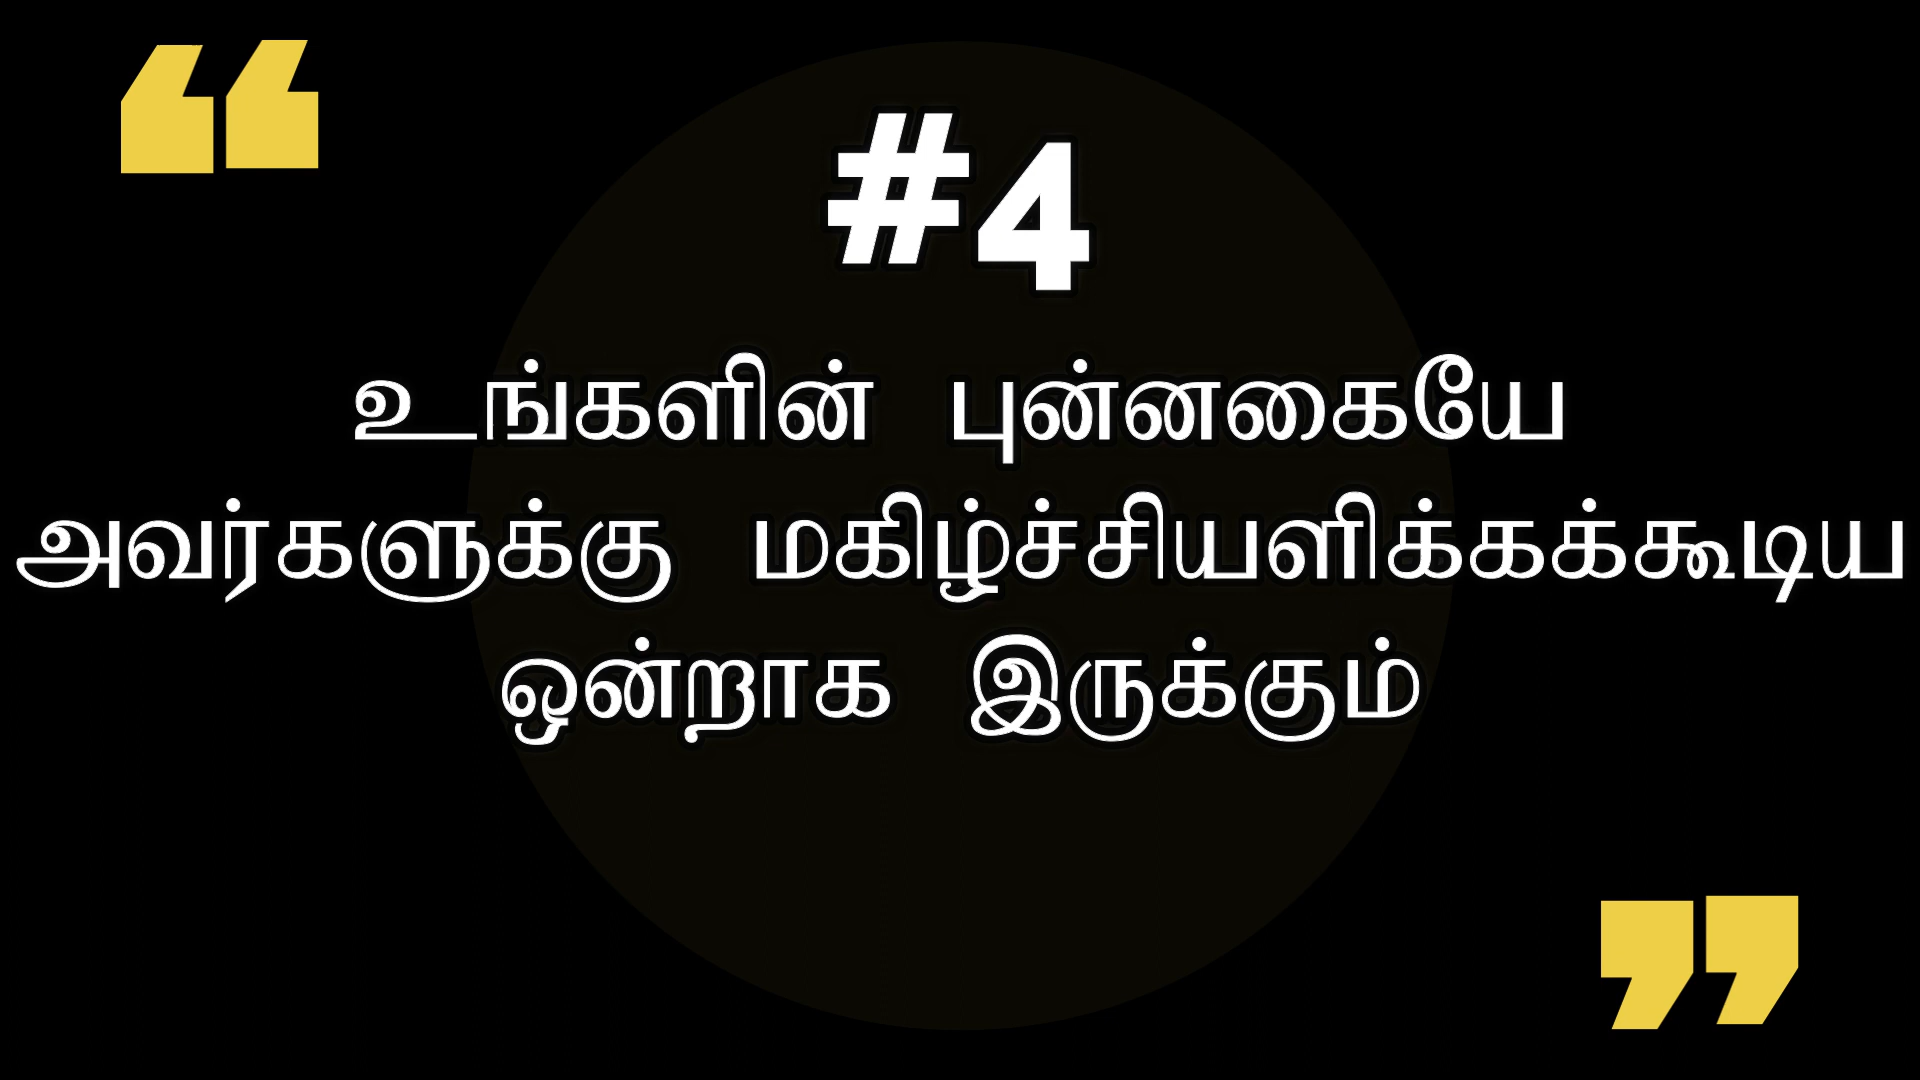 #4
உங்களின் புன்னகையே
அவர்களுக்கு மகிழ்ச்சியளிக்கக்கூடிய
ஒன்றாக இருக்கும்